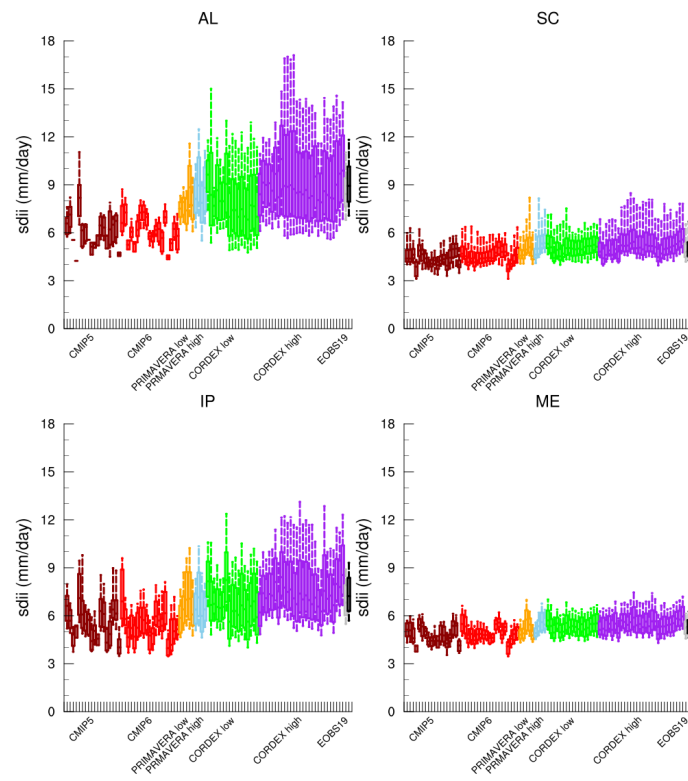 AL
SC
18
15
12
9
6
3
0
sdii (mm/day)
CMIP5
CMIP6
PRIMAVERA low
PRMAVERA high
CORDEX low
CORDEX high
EOBS19
18
15
12
9
6
3
0
sdii (mm/day)
CMIP5
CMIP6
PRIMAVERA low
PRMAVERA high
CORDEX low
CORDEX high
EOBS19
IP
ME
18
15
12
9
6
3
0
sdii (mm/day)
CMIP5
CMIP6
PRIMAVERA low
PRMAVERA high
CORDEX low
CORDEX high
EOBS19
18
15
12
9
6
3
0
sdii (mm/day)
CMIP5
CMIP6
PRIMAVERA low
PRMAVERA high
CORDEX low
CORDEX high
EOBS19